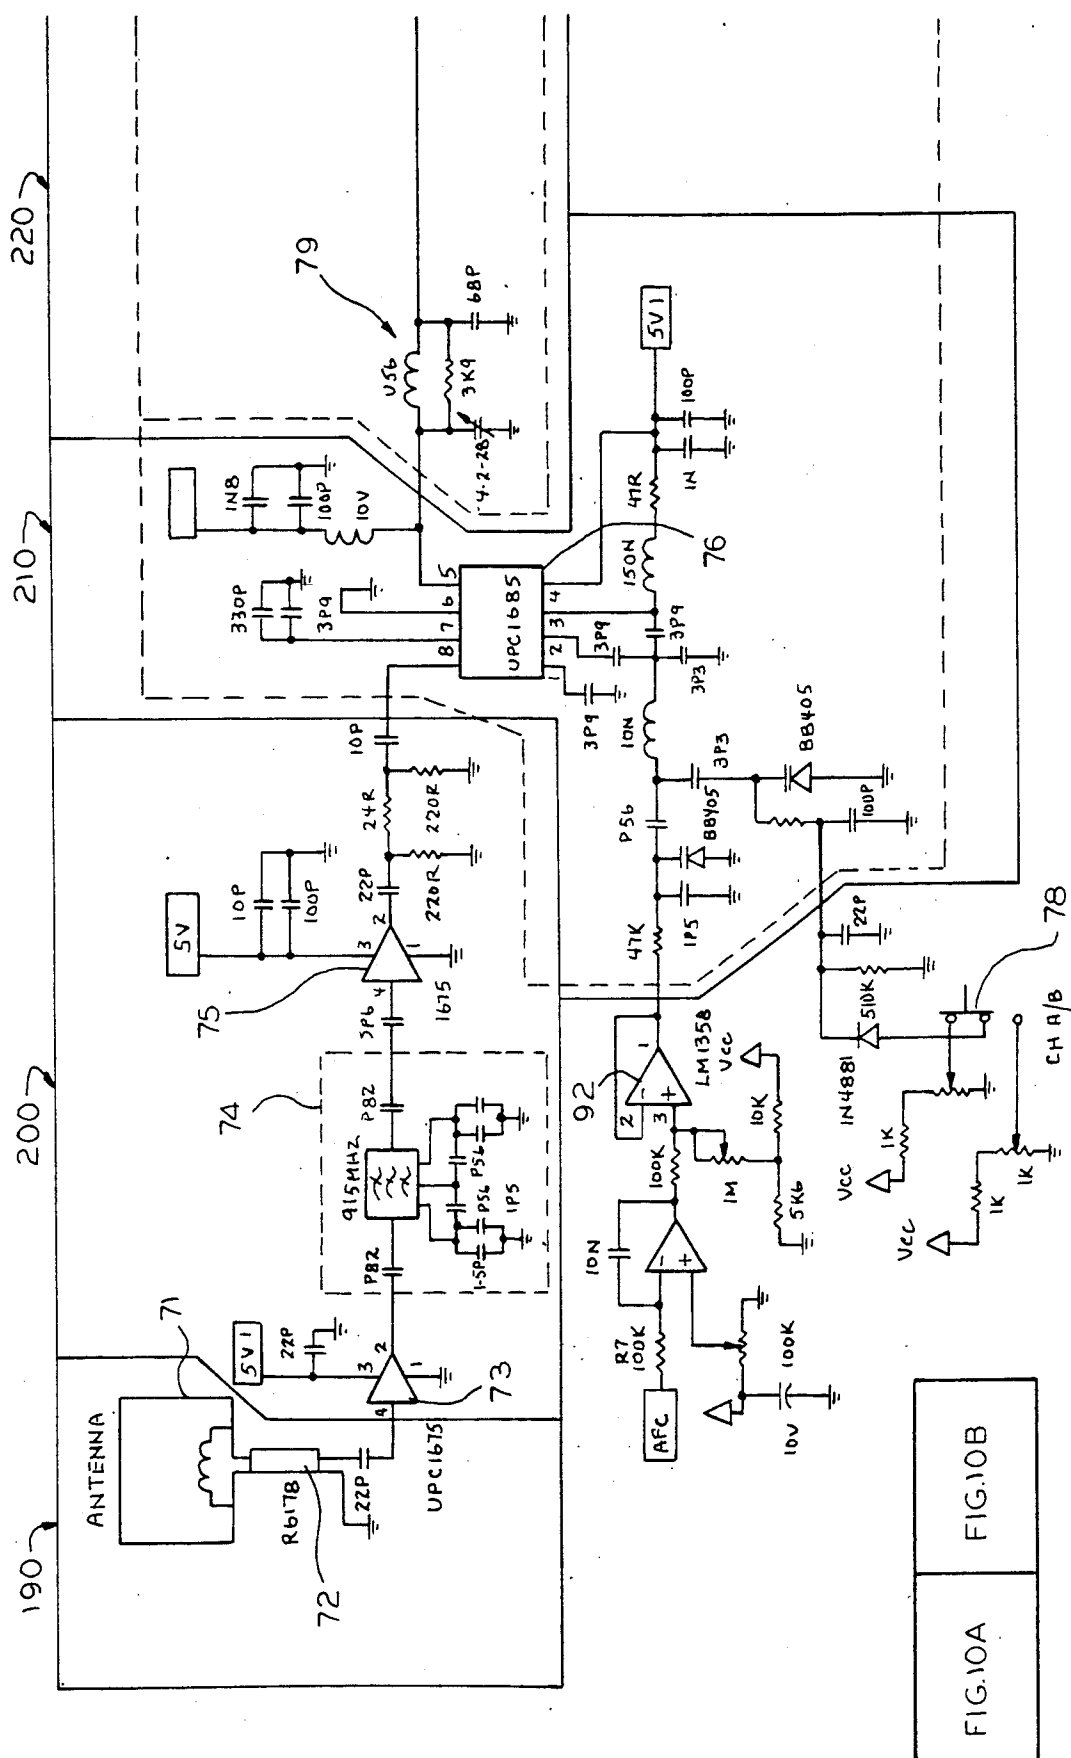 190
200
210
220
ANTENNA
71
R6178
72
22P
UPC1675
4
3
2
1
73
5V1
22P
74
P82
915MHZ
P82
P56
P56
1P5
1-5P
5P6
4
3
2
1
1675
75
5V
10P
100P
22P
24R
220R
220R
10P
330P
3P9
1N8
100P
10V
8
7
6
5
UPC1685
2
3
4
76
U56
79
3K9
4.2-28
68P
3P9
3P9
3P9
3P3
10N
150N
47R
1N
100P
5V1
3P3
BB405
P56
BB405
1P5
47K
100P
22P
510K
1N4881
78
CH A/B
1K
Vcc
1K
1K
Vcc
92
2
3
1
LM1358
Vcc
10K
5K6
1M
100K
10N
R7
100K
AFC
100K
10V
FIG.10A
FIG.10B